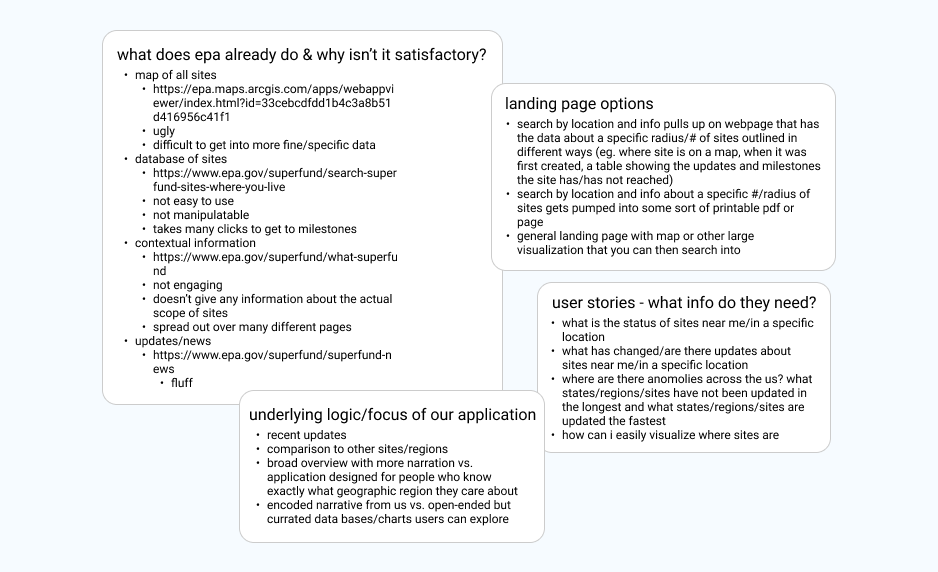 what does epa already do & why isn't it satisfactory?
• map of all sites
• https://epa.maps.arcgis.com/apps/webappvi
ewer/index.html?id=33cebcdfdd1b4c3a8b51
d416956c41f1
• ugly
• difficult to get into more fine/specific data
• database of sites
• https://www.epa.gov/superfund/search-super
fund-sites-where-you-live
• not easy to use
• not manipulatable
• takes many clicks to get to milestones
• contextual information
• https://www.epa.gov/superfund/what-superfu
nd
• not engaging
• doesn't give any information about the actual
scope of sites
• spread out over many different pages
• updates/news
• https://www.epa.gov/superfund/superfund-n
ews
• fluff
landing page options
• search by location and info pulls up on webpage that has
the data about a specific radius/# of sites outlined in
different ways (eg. where site is on a map, when it was
first created, a table showing the updates and milestones
the site has/has not reached)
• search by location and info about a specific #/radius of
sites gets pumped into some sort of printable pdf or
page
• general landing page with map or other large
visualization that you can then search into
user stories - what info do they need?
• what is the status of sites near me/in a specific
location
• what has changed/are there updates about
sites near me/in a specific location
• where are there anomolies across the us? what
states/regions/sites have not been updated in
the longest and what states/regions/sites are
updated the fastest
• how can i easily visualize where sites are
underlying logic/focus of our application
• recent updates
• comparison to other sites/regions
• broad overview with more narration vs.
application designed for people who know
exactly what geographic region they care about
• encoded narrative from us vs. open-ended but
currated data bases/charts users can explore